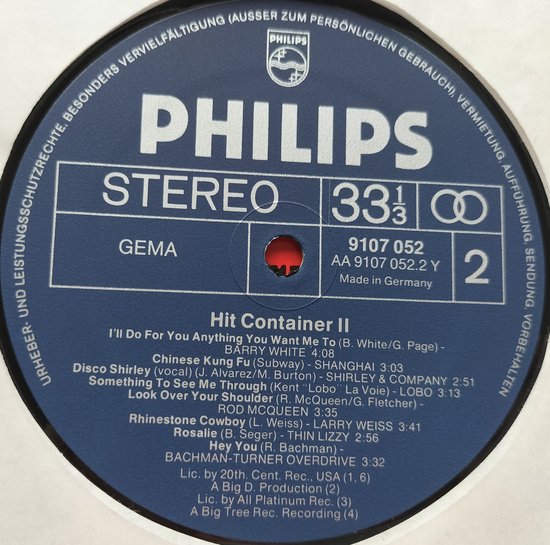 URHEBER- UND LEISTUNGSSCHUTZRECHTE, BESONDERS VERVIELFÄLTIGUNG (AUSSER ZUM PERSÖNLICHEN GEBRAUCH), VERMIETUNG, AUFFÜHRUNG, SENDUNG VORBEHALTEN
PHILIPS
PHILIPS
STEREO
33 1/3
GEMA
9107 052
AA 9107 052.2 Y
Made in Germany
2
Hit Container II
I'll Do For You Anything You Want Me To (B. White/G. Page) -
BARRY WHITE 4:08
Chinese Kung Fu (Subway) - SHANGHAI 3:03
Disco Shirley (vocal) (J. Alvarez/M. Burton) - SHIRLEY & COMPANY 2:51
Something To See Me Through (Kent "Lobo" La Voie) - LOBO 3:13
Look Over Your Shoulder (R. McQueen/G. Fletcher) -
ROD MCQUEEN 3:35
Rhinestone Cowboy (L. Weiss) - LARRY WEISS 3:41
Rosalie (B. Seger) - THIN LIZZY 2:56
Hey You (R. Bachman) -
BACHMAN-TURNER OVERDRIVE 3:32
Lic. by 20th. Cent. Rec., USA (1, 6)
A Big D. Production (2)
Lic. by All Platinum Rec. (3)
A Big Tree Rec. Recording (4)